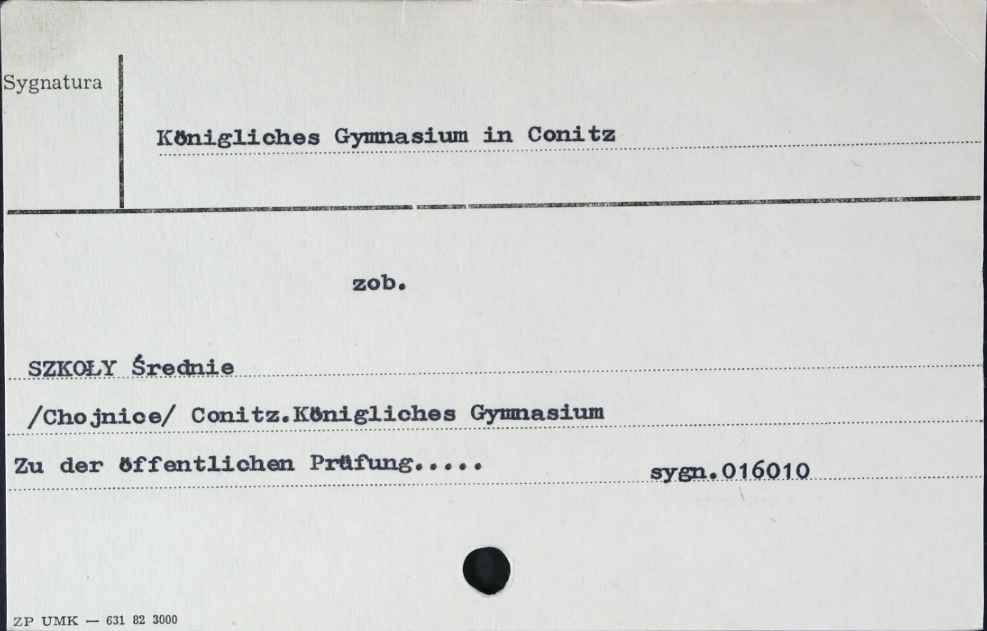 Sygnatura
Königliches Gymnasium in Conitz
zob.
SZKOŁY Średnie
/Chojnice/ Conitz.Königliches Gymnasium
Zu der öffentlichen Prüfung..... sygn.016010
ZP UMK — 631 82 3000